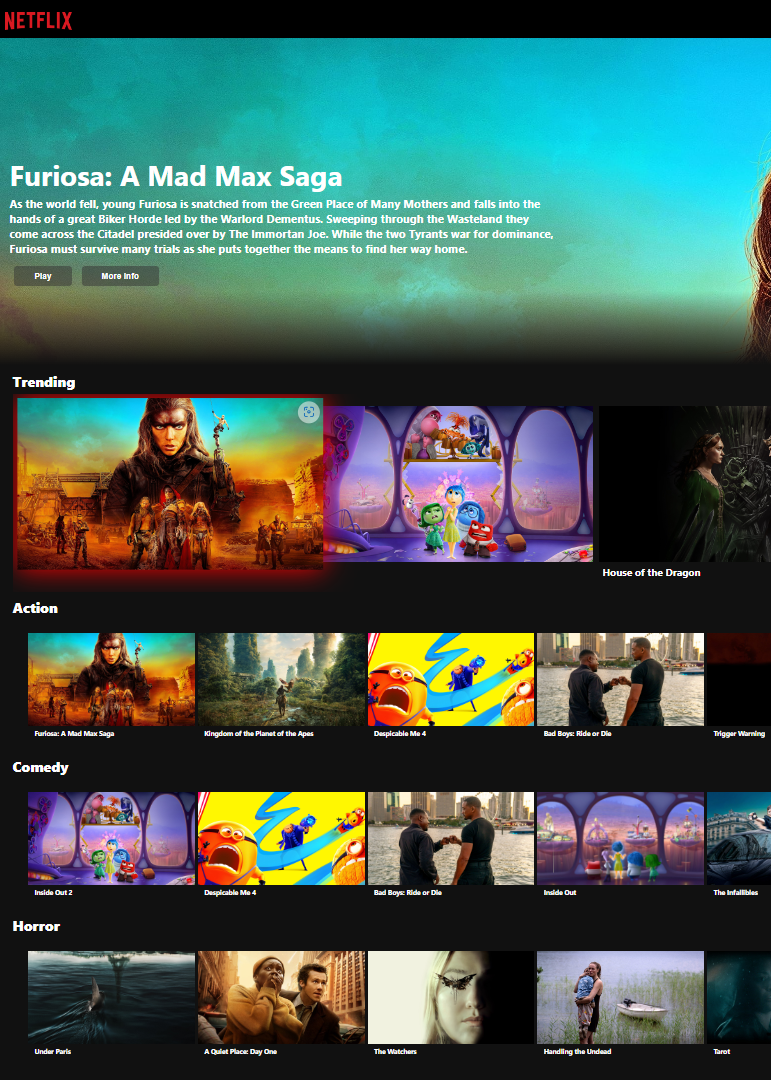 NETFLIX
Furiosa: A Mad Max Saga
As the world fell, young Furiosa is snatched from the Green Place of Many Mothers and falls into the
hands of a great Biker Horde led by the Warlord Dementus. Sweeping through the Wasteland they
come across the Citadel presided over by The Immortan Joe. While the two Tyrants war for dominance,
Furiosa must survive many trials as she puts together the means to find her way home.
Play More Info
Trending
House of the Dragon
Action
Furiosa: A Mad Max Saga Kingdom of the Planet of the Apes Despicable Me 4 Bad Boys: Ride or Die Trigger Warning
Comedy
Inside Out 2 Despicable Me 4 Bad Boys: Ride or Die Inside Out The Infallibles
Horror
Under Paris A Quiet Place: Day One The Watchers Handling the Undead Tarot